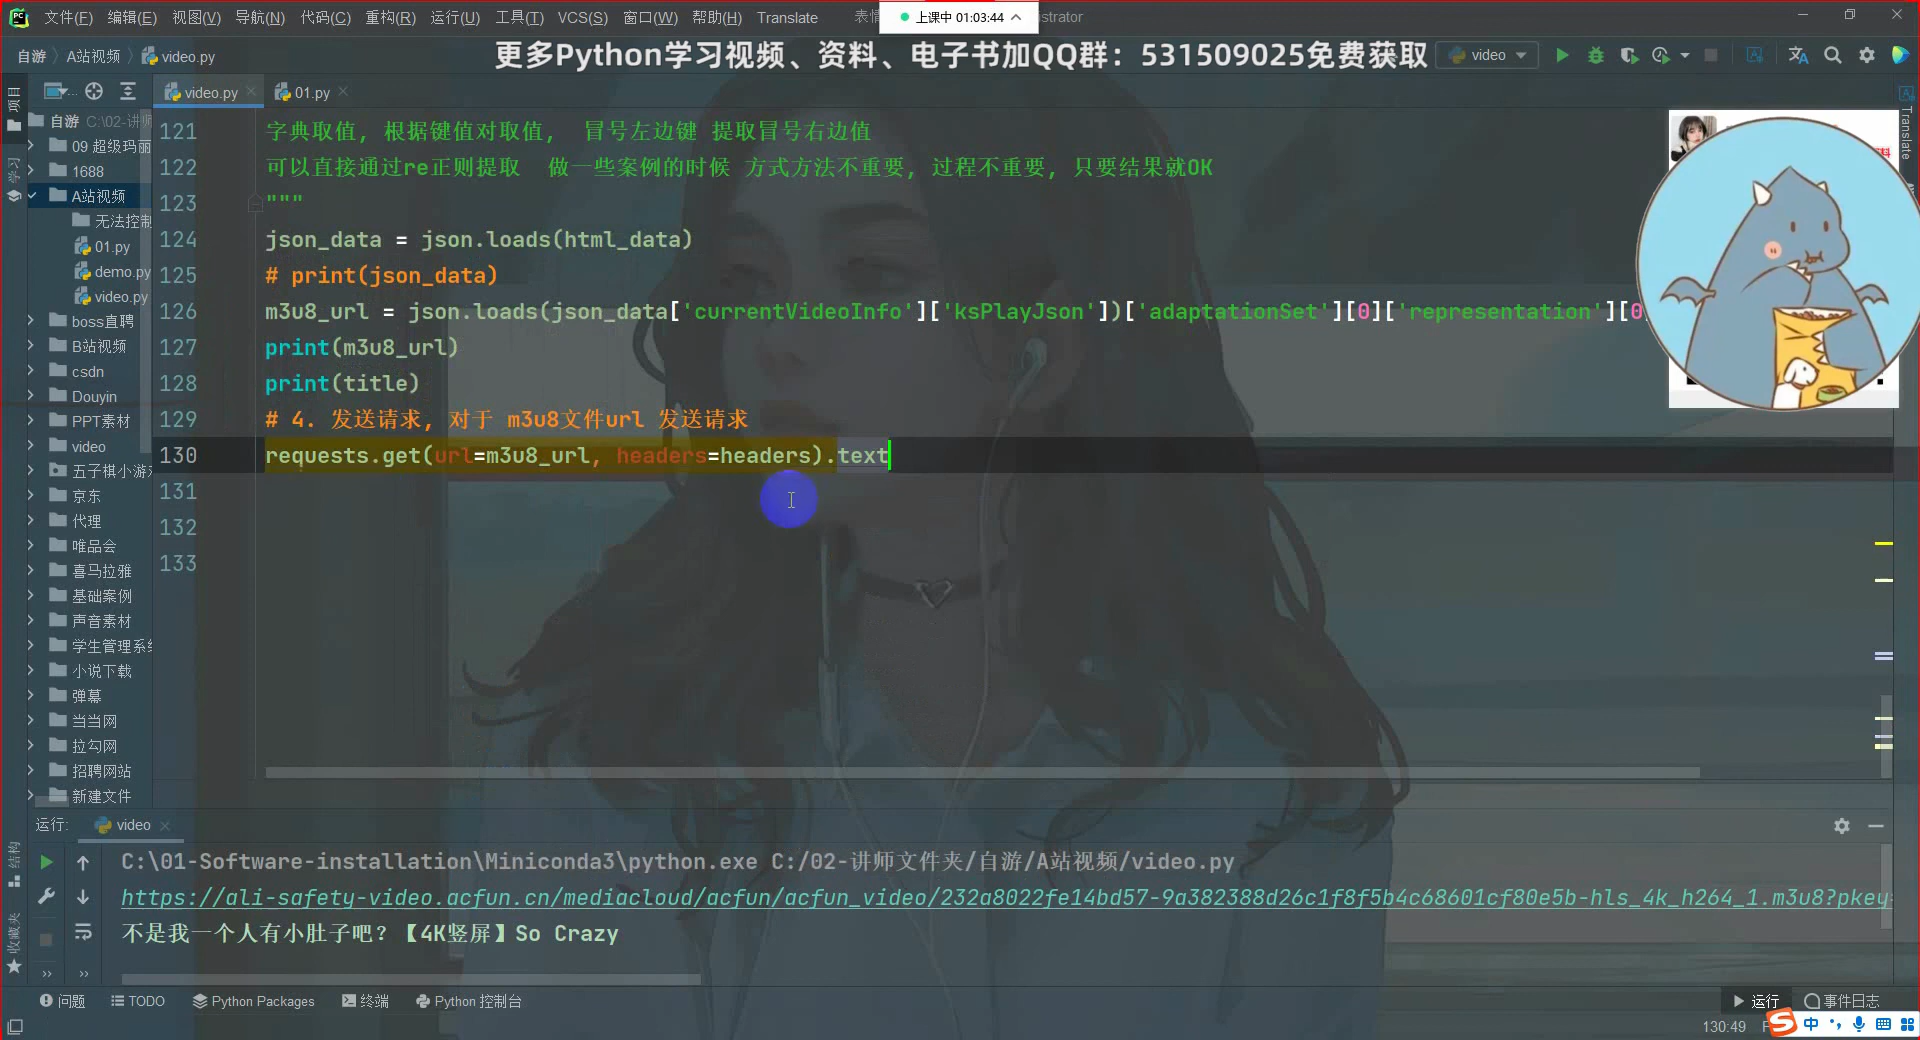 文件(F) 编辑(E) 视图(V) 导航(N) 代码(C) 重构(R) 运行(U) 工具(T) VCS(S) 窗口(W) 帮助(H) Translate
上课中 01:03:44
istrator
自游 A站视频 video.py
更多Python学习视频、资料、电子书加QQ群：531509025免费获取
video
项目
video.py
01.py
自游 C:\02-讲师
09 超级玛丽
1688
A站视频
无法控制
01.py
demo.py
video.py
boss直聘
B站视频
csdn
Douyin
PPT素材
video
五子棋小游戏
京东
代理
唯品会
喜马拉雅
基础案例
声音素材
学生管理系统
小说下载
弹幕
当当网
拉勾网
招聘网站
新建文件
学习
结构
收藏夹
Translate
121 字典取值, 根据键值对取值, 冒号左边键 提取冒号右边值
122 可以直接通过re正则提取 做一些案例的时候 方式方法不重要, 过程不重要, 只要结果就OK
123 """
124 json_data = json.loads(html_data)
125 # print(json_data)
126 m3u8_url = json.loads(json_data['currentVideoInfo']['ksPlayJson'])['adaptationSet'][0]['representation'][0
127 print(m3u8_url)
128 print(title)
129 # 4. 发送请求, 对于 m3u8文件url 发送请求
130 requests.get(url=m3u8_url, headers=headers).text
131
132
133
运行: video
C:\01-Software-installation\Miniconda3\python.exe C:/02-讲师文件夹/自游/A站视频/video.py
https://ali-safety-video.acfun.cn/mediacloud/acfun/acfun_video/232a8022fe14bd57-9a382388d26c1f8f5b4c68601cf80e5b-hls_4k_h264_1.m3u8?pkey=
不是我一个人有小肚子吧？【4K竖屏】So Crazy
问题 TODO Python Packages 终端 Python 控制台
运行 事件日志
130:49
中